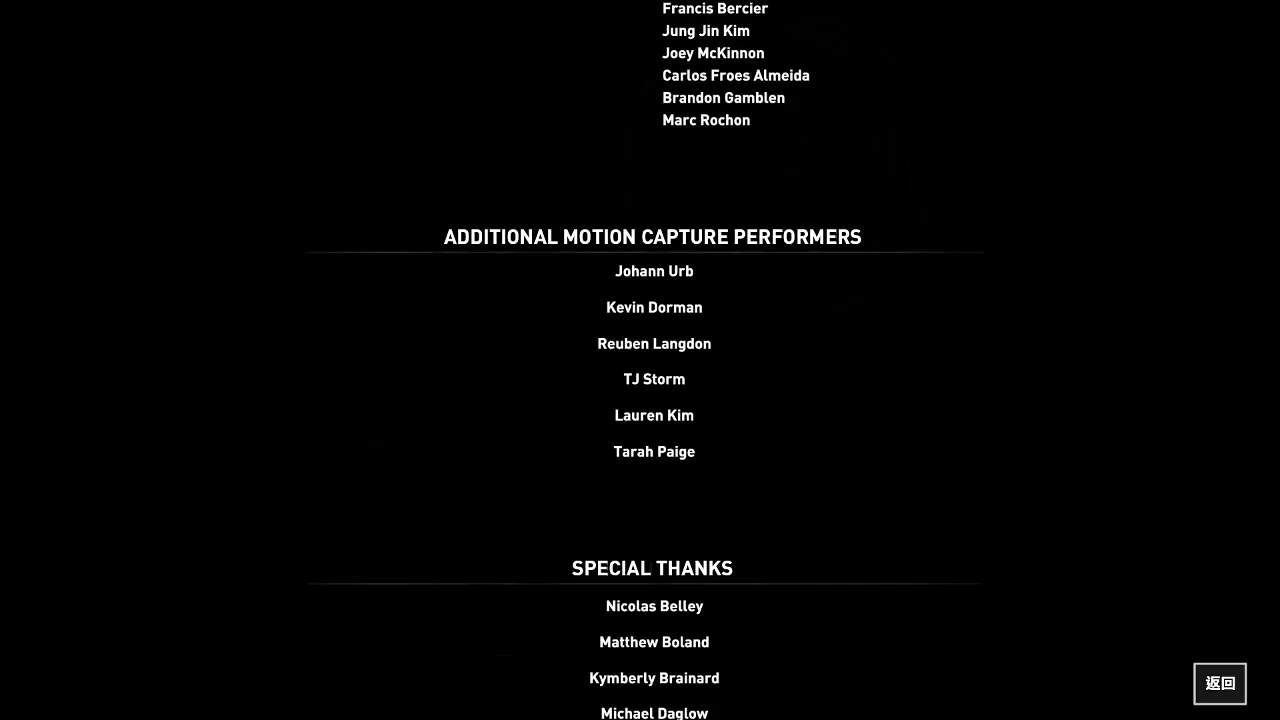 Francis Bercier
Jung Jin Kim
Joey McKinnon
Carlos Froes Almeida
Brandon Gamblen
Marc Rochon
ADDITIONAL MOTION CAPTURE PERFORMERS
Johann Urb
Kevin Dorman
Reuben Langdon
TJ Storm
Lauren Kim
Tarah Paige
SPECIAL THANKS
Nicolas Belley
Matthew Boland
Kymberly Brainard
Michael Daglow
返回